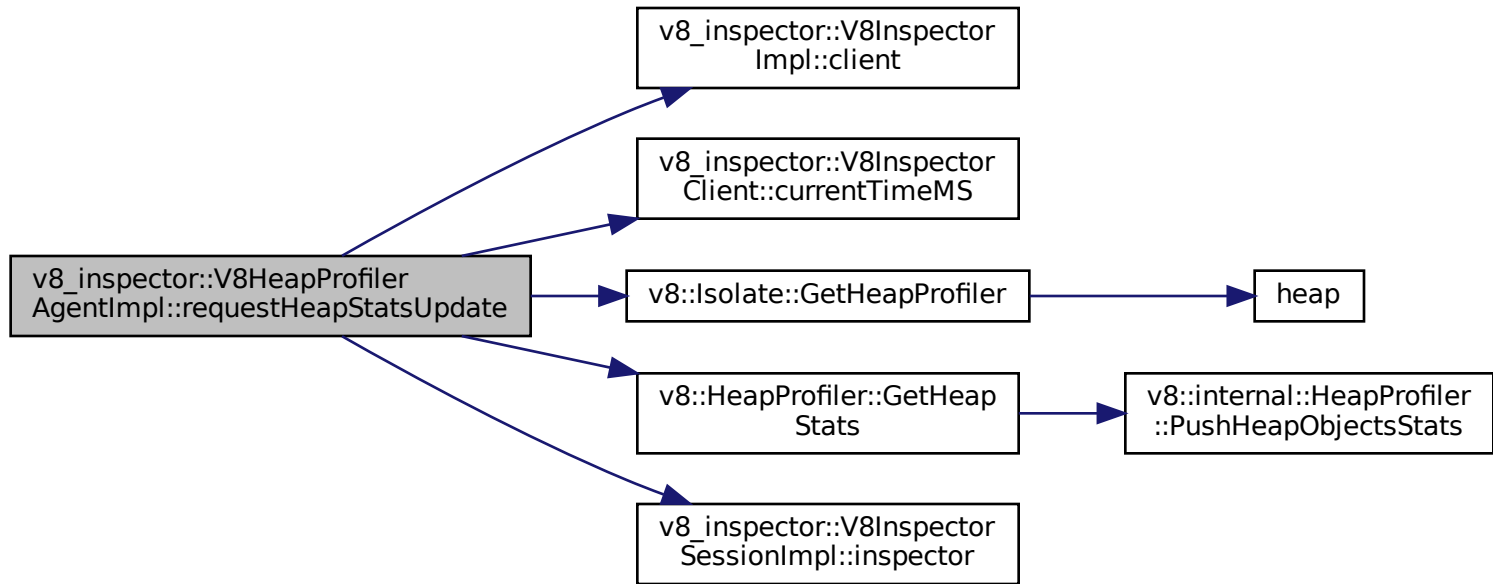 v8_inspector::V8Inspector
Impl::client
v8_inspector::V8Inspector
Client::currentTimeMS
v8_inspector::V8HeapProfiler
AgentImpl::requestHeapStatsUpdate
v8::Isolate::GetHeapProfiler
heap
v8::HeapProfiler::GetHeap
Stats
v8::internal::HeapProfiler
::PushHeapObjectsStats
v8_inspector::V8Inspector
SessionImpl::inspector